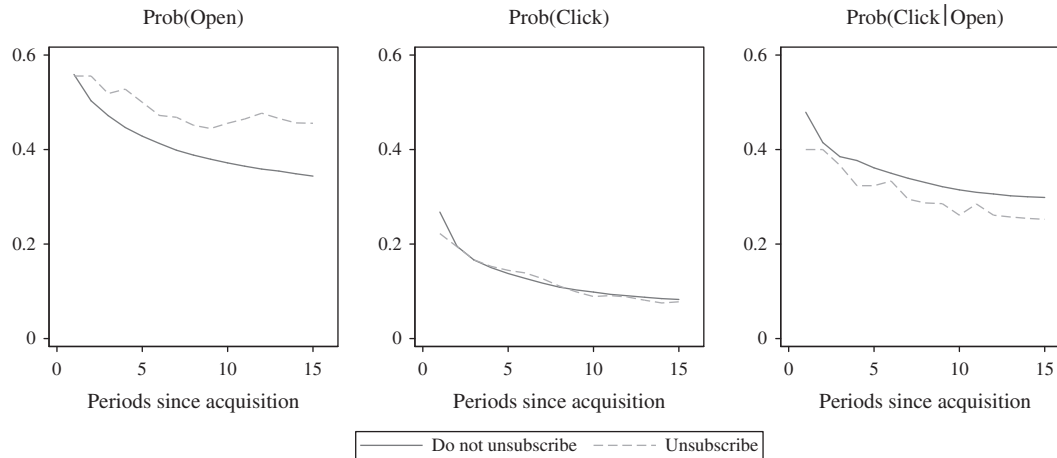 Prob(Open)
0.6
0.4
0.2
0
0 5 10 15
Periods since acquisition
Prob(Click)
0.6
0.4
0.2
0
0 5 10 15
Periods since acquisition
Prob(Click|Open)
0.6
0.4
0.2
0
0 5 10 15
Periods since acquisition
Do not unsubscribe Unsubscribe